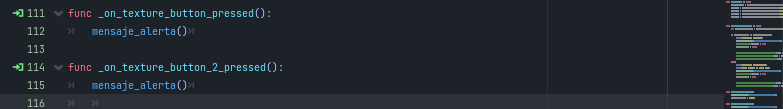 111 func _on_texture_button_pressed():
112 mensaje_alerta()
113
114 func _on_texture_button_2_pressed():
115 mensaje_alerta()
116